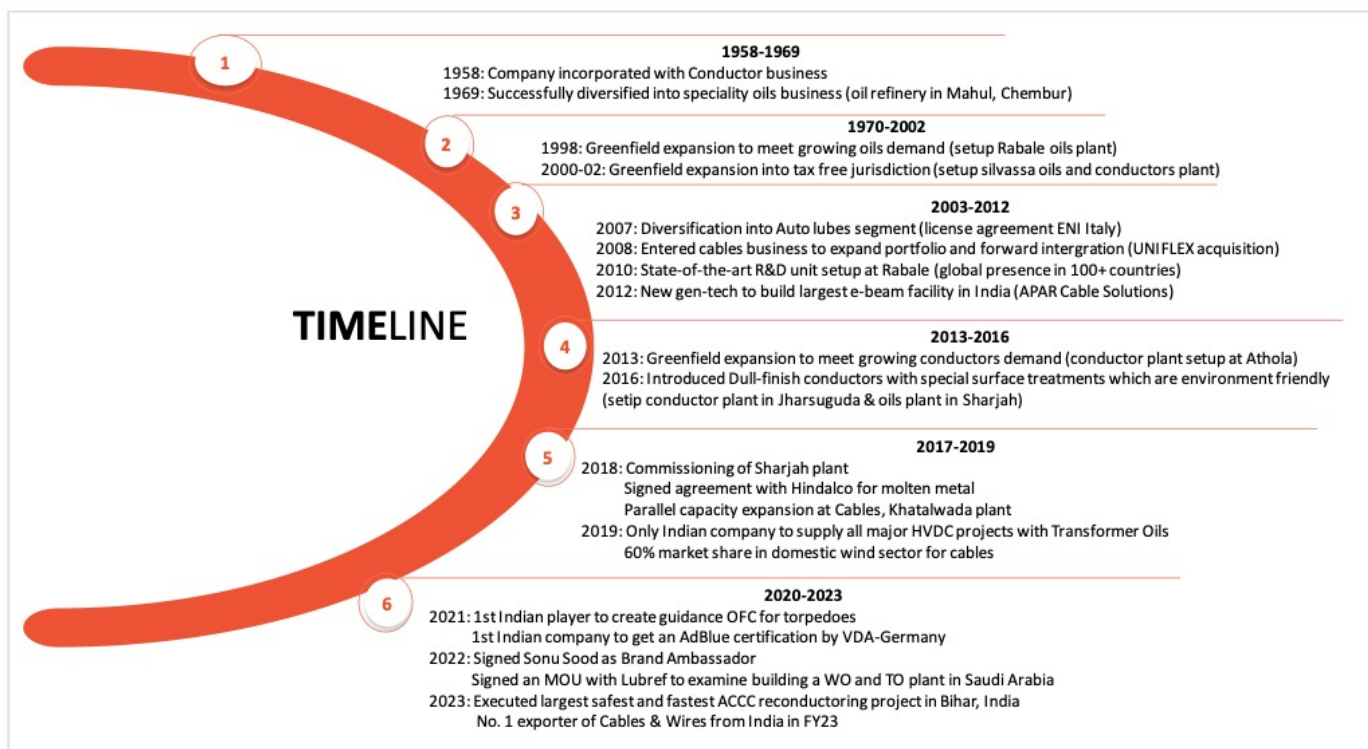 1
1958-1969
1958: Company incorporated with Conductor business
1969: Successfully diversified into speciality oils business (oil refinery in Mahul, Chembur)
2
1970-2002
1998: Greenfield expansion to meet growing oils demand (setup Rabale oils plant)
2000-02: Greenfield expansion into tax free jurisdiction (setup silvassa oils and conductors plant)
3
2003-2012
2007: Diversification into Auto lubes segment (license agreement ENI Italy)
2008: Entered cables business to expand portfolio and forward intergration (UNIFLEX acquisition)
2010: State-of-the-art R&D unit setup at Rabale (global presence in 100+ countries)
2012: New gen-tech to build largest e-beam facility in India (APAR Cable Solutions)
TIMELINE
4
2013-2016
2013: Greenfield expansion to meet growing conductors demand (conductor plant setup at Athola)
2016: Introduced Dull-finish conductors with special surface treatments which are environment friendly
(setip conductor plant in Jharsuguda & oils plant in Sharjah)
5
2017-2019
2018: Commissioning of Sharjah plant
Signed agreement with Hindalco for molten metal
Parallel capacity expansion at Cables, Khatalwada plant
2019: Only Indian company to supply all major HVDC projects with Transformer Oils
60% market share in domestic wind sector for cables
6
2020-2023
2021: 1st Indian player to create guidance OFC for torpedoes
1st Indian company to get an AdBlue certification by VDA-Germany
2022: Signed Sonu Sood as Brand Ambassador
Signed an MOU with Lubref to examine building a WO and TO plant in Saudi Arabia
2023: Executed largest safest and fastest ACCC reconductoring project in Bihar, India
No. 1 exporter of Cables & Wires from India in FY23